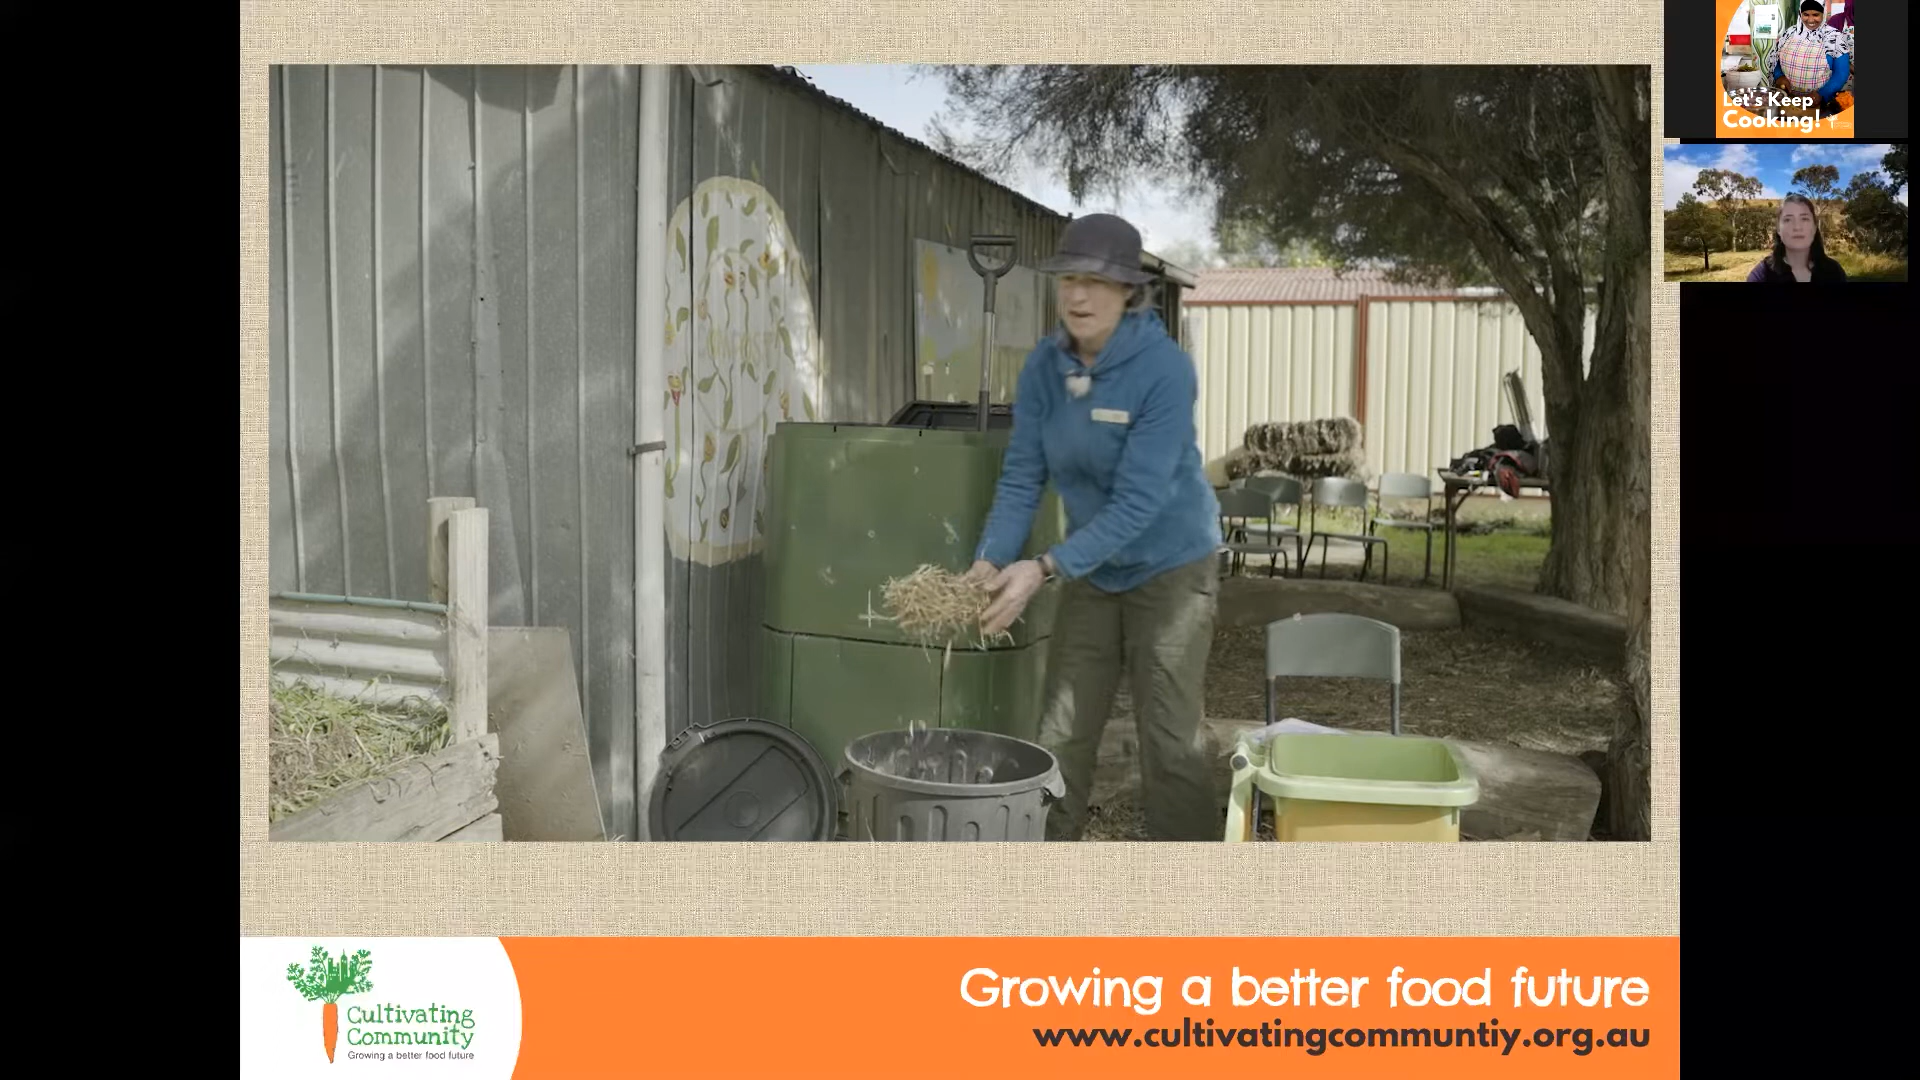 Let's Keep
Cooking!
Cultivating
Community
Growing a better food future
Growing a better food future
www.cultivatingcommuntiy.org.au